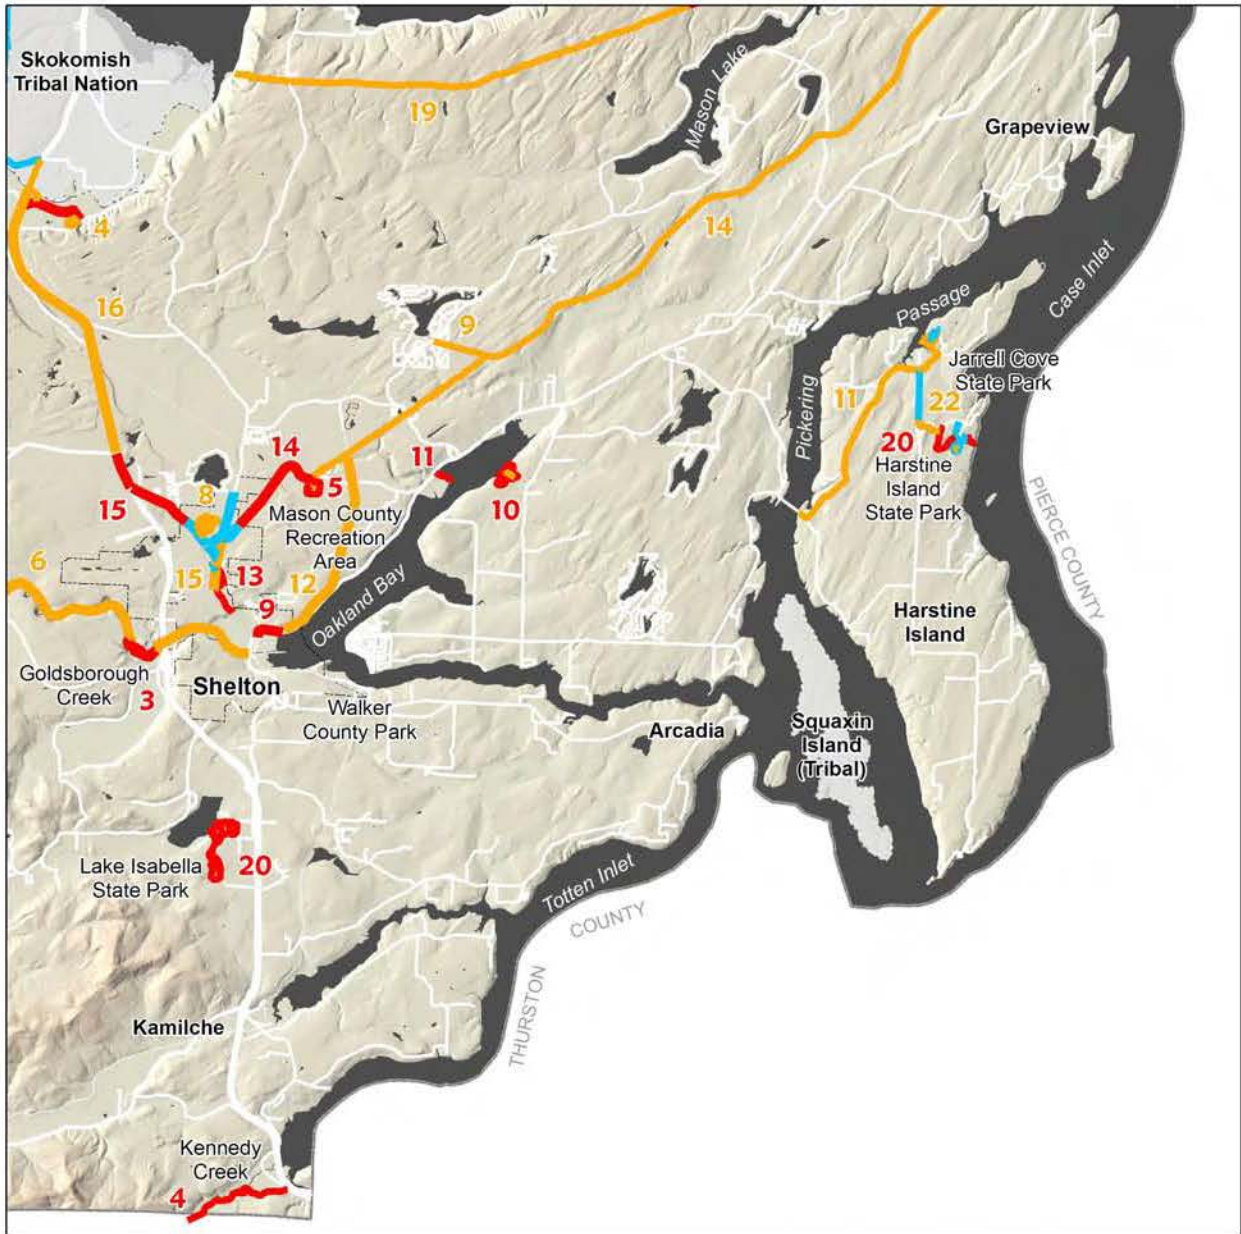 Skokomish
Tribal Nation
19
Mason Lake
Grapeview
4
14
16
Case Inlet
Passage
9
Jarrell Cove
State Park
Pickering
11
22
20
Harstine
Island
State Park
14
11
5
10
15
8
Mason County
Recreation
Area
PIERCE COUNTY
6
15
13
12
9
Oakland Bay
Harstine
Island
Goldsborough
Creek
3
Shelton
Walker
County Park
Arcadia
Squaxin
Island
(Tribal)
Lake Isabella
State Park
20
Totten Inlet
COUNTY
THURSTON
Kamilche
Kennedy
Creek
4